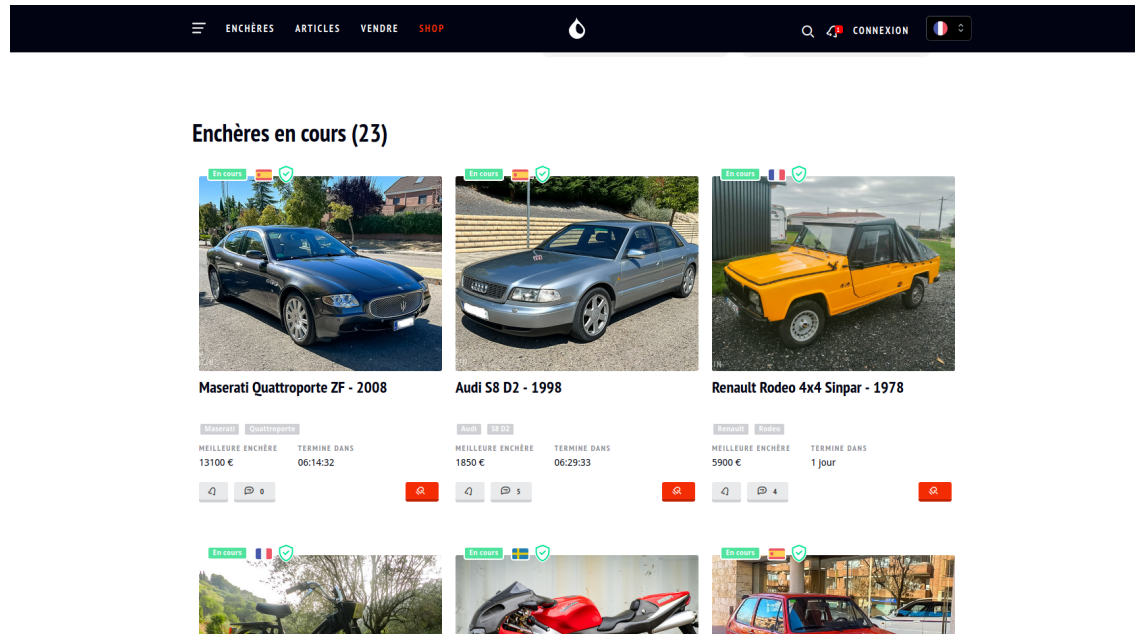 ENCHÈRES ARTICLES VENDRE SHOP
1 CONNEXION
Enchères en cours (23)
En cours
En cours
En cours
Maserati Quattroporte ZF - 2008
Audi S8 D2 - 1998
Renault Rodeo 4x4 Sinpar - 1978
Maserati Quattroporte
Audi S8 D2
Renault Rodeo
MEILLEURE ENCHÈRE TERMINE DANS
13100 € 06:14:32
MEILLEURE ENCHÈRE TERMINE DANS
1850 € 06:29:33
MEILLEURE ENCHÈRE TERMINE DANS
5900 € 1 jour
0
5
4
En cours
En cours
En cours